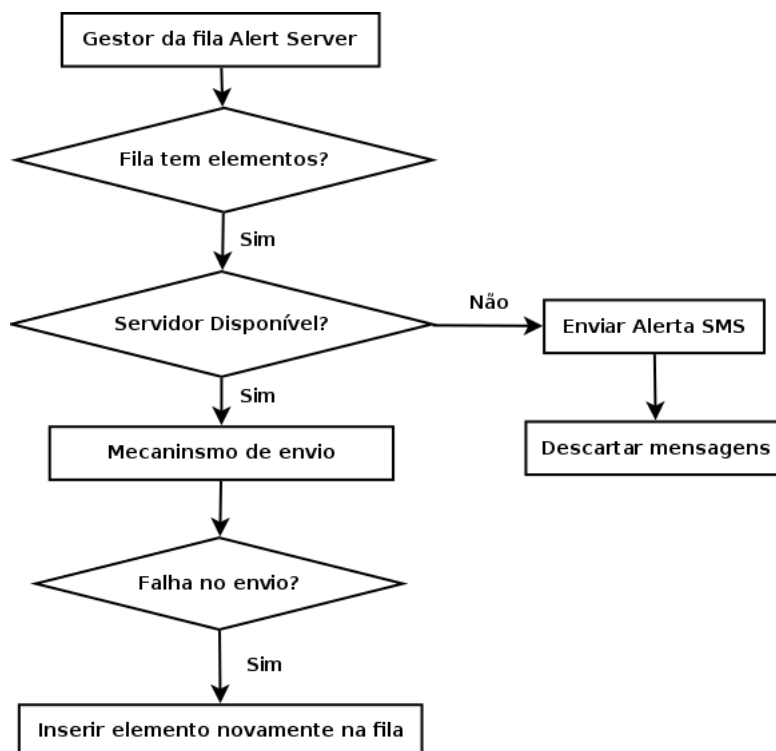 Gestor da fila Alert Server
Fila tem elementos?
Sim
Servidor Disponível?
Não
Enviar Alerta SMS
Sim
Mecaninsmo de envio
Descartar mensagens
Falha no envio?
Sim
Inserir elemento novamente na fila